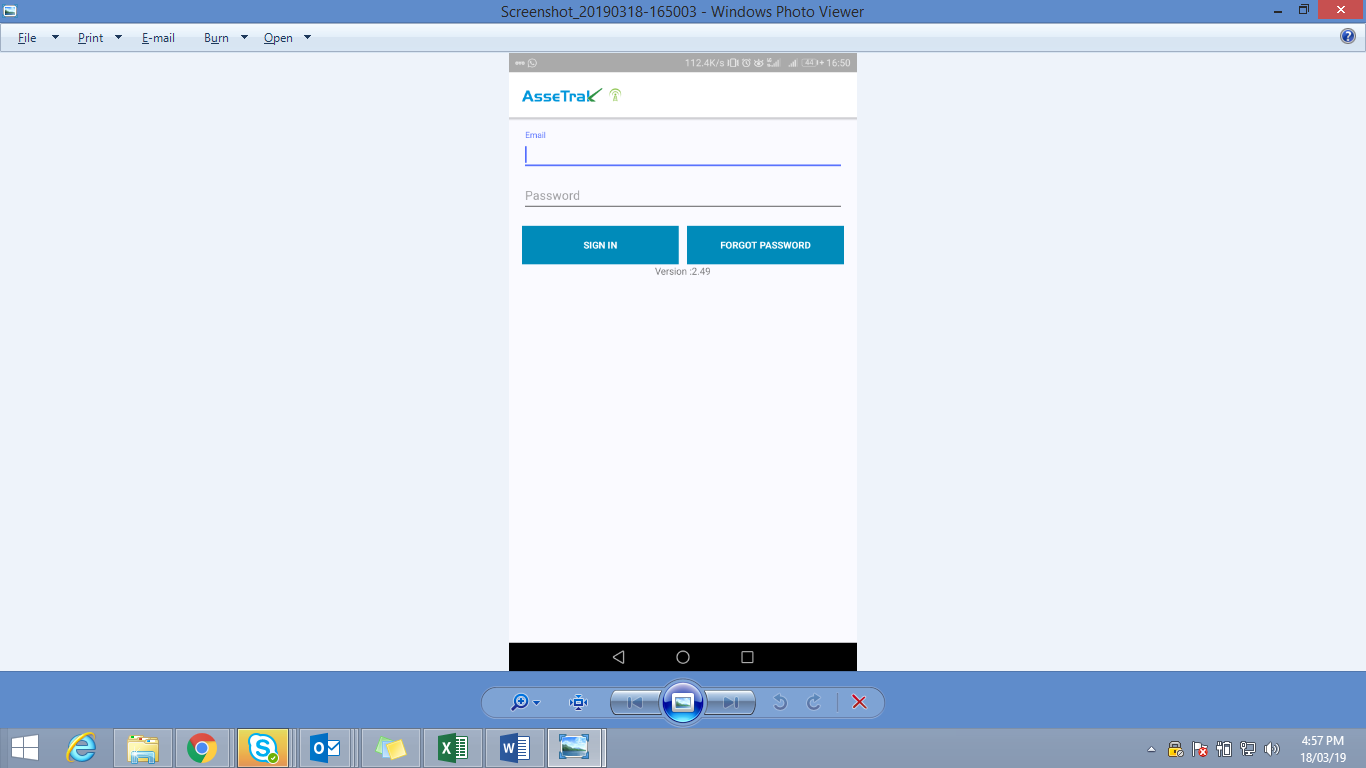 Screenshot_20190318-165003 - Windows Photo Viewer
File Print E-mail Burn Open
112.4K/s 44 16:50
AsseTrak
Email
Password
SIGN IN FORGOT PASSWORD
Version :2.49
4:57 PM
18/03/19